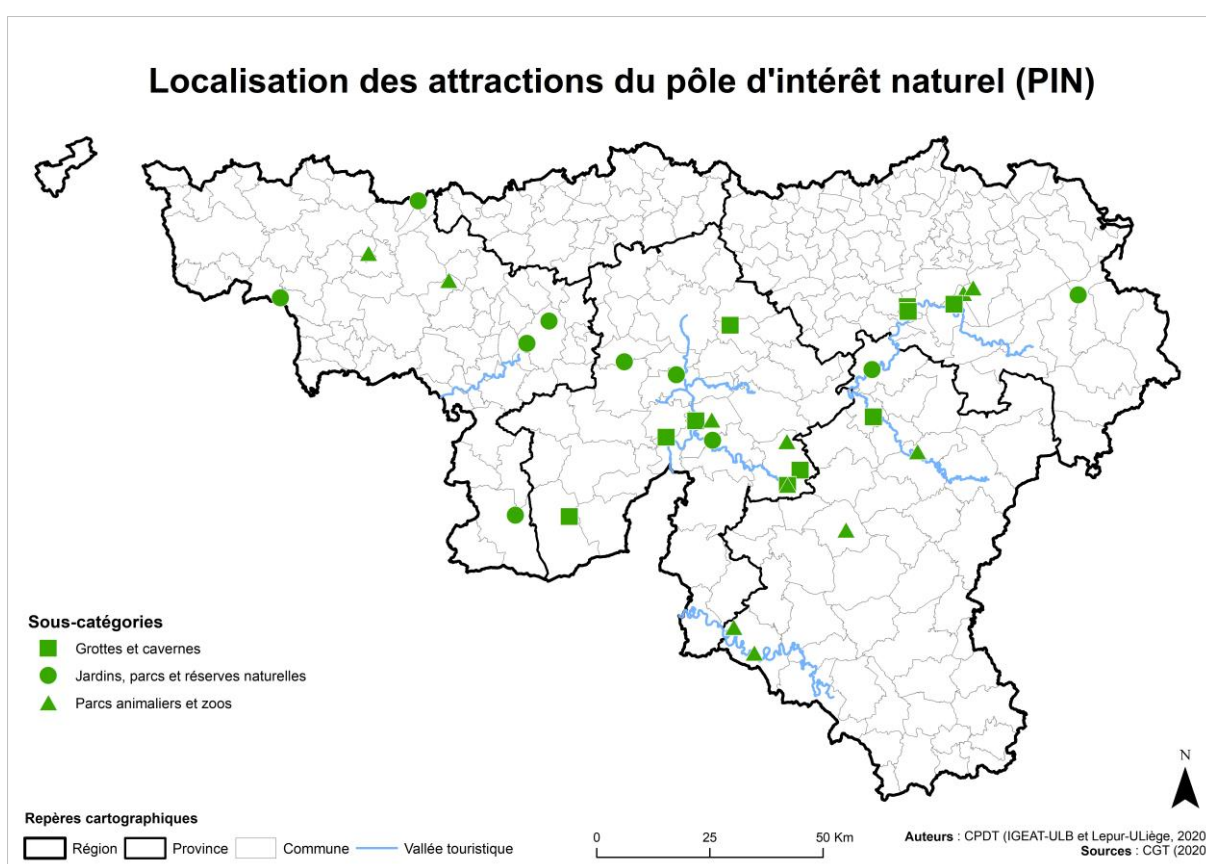 Localisation des attractions du pôle d'intérêt naturel (PIN)
Sous-catégories
Grottes et cavernes
Jardins, parcs et réserves naturelles
Parcs animaliers et zoos
N
Repères cartographiques
Région Province Commune Vallée touristique
0 25 50 Km
Auteurs : CPDT (IGEAT-ULB et Lepur-ULiège, 2020
Sources : CGT (2020